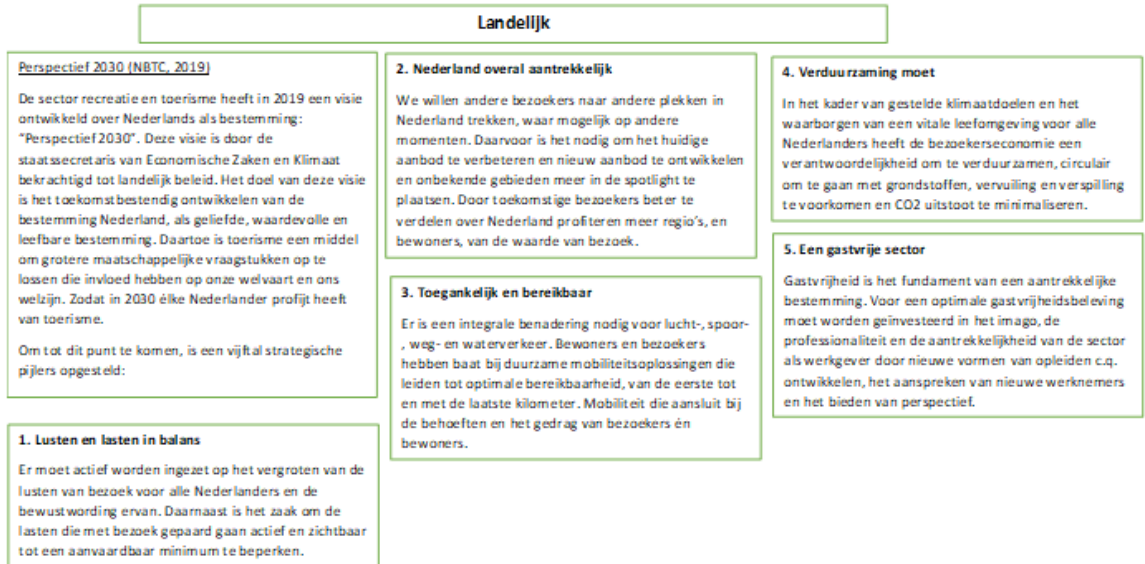 Landelijk
Perspectief 2030 (NBTC, 2019)
De sector recreatie en toerisme heeft in 2019 een visie
ontwikkeld over Nederlands als bestemming:
“Perspectief 2030”. Deze visie is door de
staatssecretaris van Economische Zaken en Klimaat
bekrachtigd tot landelijk beleid. Het doel van deze visie
is het toekomstbestendig ontwikkelen van de
bestemming Nederland, als geliefde, waardevolle en
leefbare bestemming. Daartoe is toerisme een middel
om grotere maatschappelijke vraagstukken op te
lossen die invloed hebben op onze welvaart en ons
welzijn. Zodat in 2030 élke Nederlander profijt heeft
van toerisme.
Om tot dit punt te komen, is een vijftal strategische
pijlers opgesteld:
1. Lusten en lasten in balans
Er moet actief worden ingezet op het vergroten van de
lusten van bezoek voor alle Nederlanders en de
bewustwording ervan. Daarnaast is het zaak om de
lasten die met bezoek gepaard gaan actief en zichtbaar
tot een aanvaardbaar minimum te beperken.
2. Nederland overal aantrekkelijk
We willen andere bezoekers naar andere plekken in
Nederland trekken, waar mogelijk op andere
momenten. Daarvoor is het nodig om het huidige
aanbod te verbeteren en nieuw aanbod te ontwikkelen
en onbekende gebieden meer in de spotlight te
plaatsen. Door toekomstige bezoekers beter te
verdelen over Nederland profiteren meer regio’s, en
bewoners, van de waarde van bezoek.
3. Toegankelijk en bereikbaar
Er is een integrale benadering nodig voor lucht-, spoor-
, weg- en waterverkeer. Bewoners en bezoekers
hebben baat bij duurzame mobiliteitsoplossingen die
leiden tot optimale bereikbaarheid, van de eerste tot
en met de laatste kilometer. Mobiliteit die aansluit bij
de behoeften en het gedrag van bezoekers én
bewoners.
4. Verduurzaming moet
In het kader van gestelde klimaatdoelen en het
waarborgen van een vitale leefomgeving voor alle
Nederlanders heeft de bezoekerseconomie een
verantwoordelijkheid om te verduurzamen, circulair
om te gaan met grondstoffen, vervuiling en verspilling
te voorkomen en CO2 uitstoot te minimaliseren.
5. Een gastvrije sector
Gastvrijheid is het fundament van een aantrekkelijke
bestemming. Voor een optimale gastvrijheidsbeleving
moet worden geïnvesteerd in het imago, de
professionaliteit en de aantrekkelijkheid van de sector
als werkgever door nieuwe vormen van opleiden c.q.
ontwikkelen, het aanspreken van nieuwe werknemers
en het bieden van perspectief.